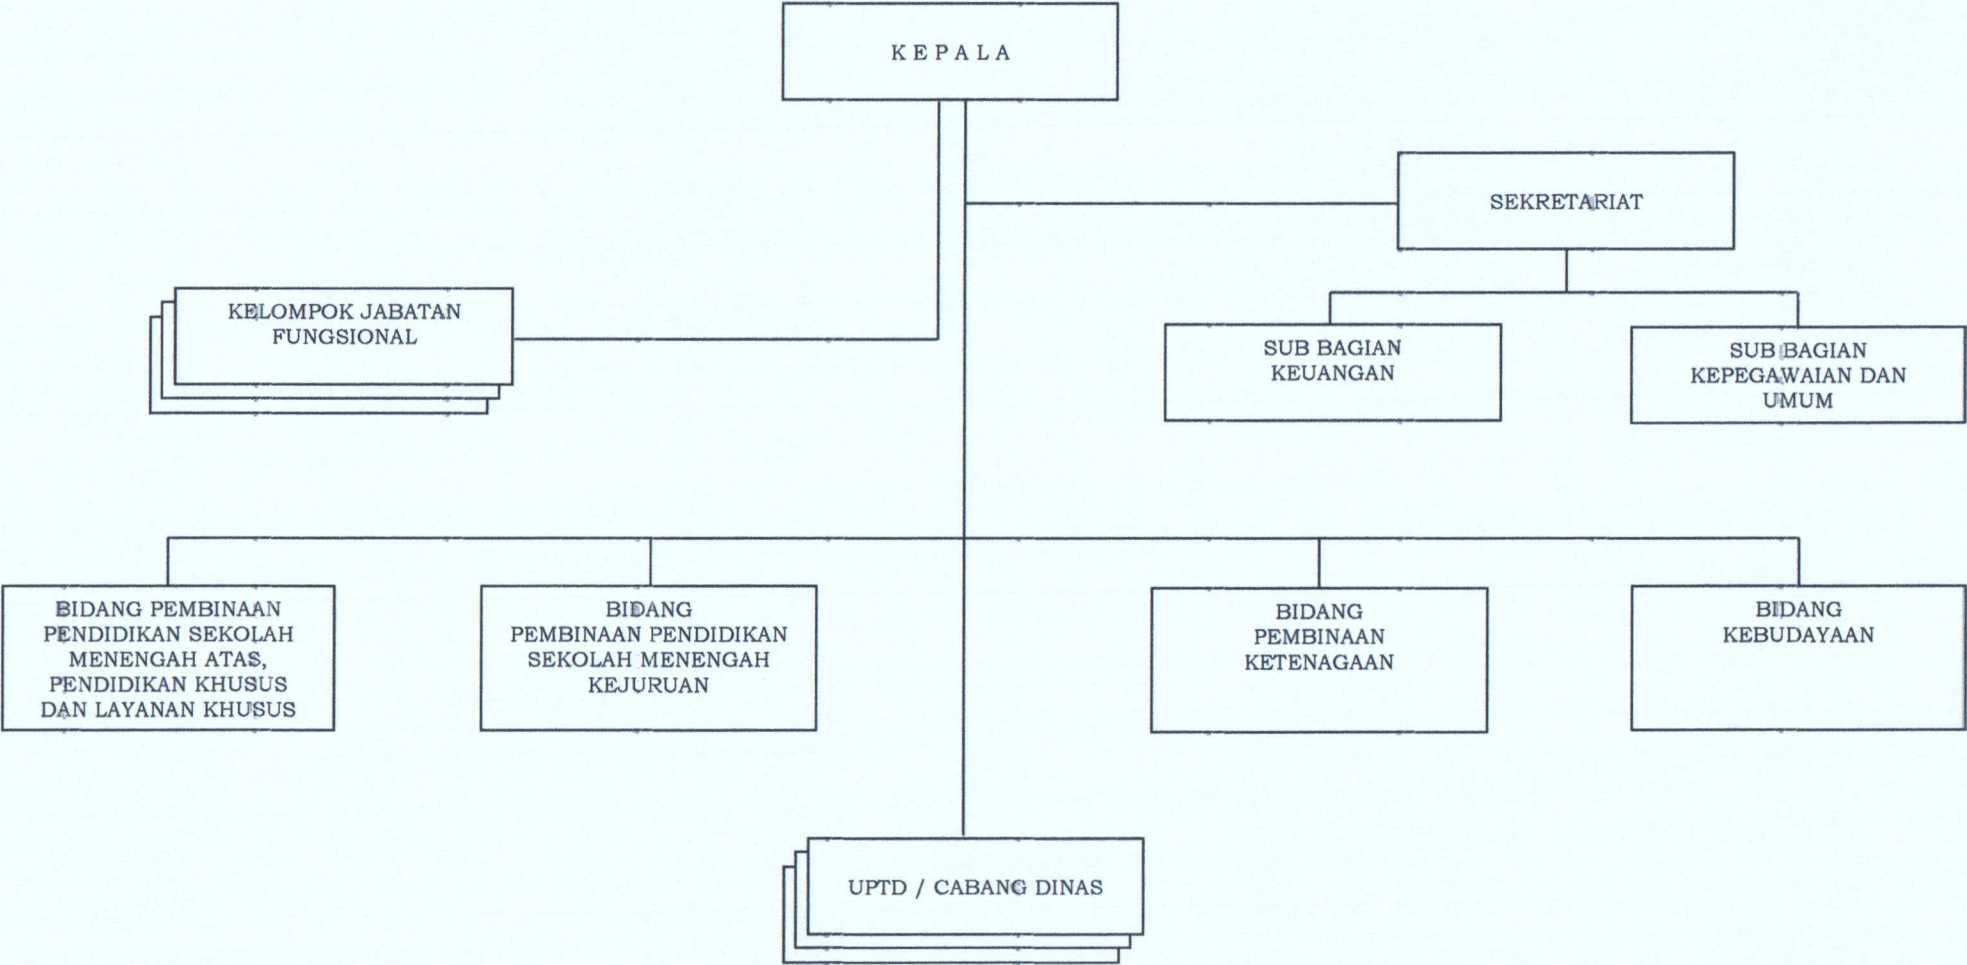 KEPALA
SEKRETARIAT
KELOMPOK JABATAN
FUNGSIONAL
SUB BAGIAN
KEUANGAN
SUB BAGIAN
KEPEGAWAIAN DAN
UMUM
BIDANG PEMBINAAN
PENDIDIKAN SEKOLAH
MENENGAH ATAS,
PENDIDIKAN KHUSUS
DAN LAYANAN KHUSUS
BIDANG
PEMBINAAN PENDIDIKAN
SEKOLAH MENENGAH
KEJURUAN
BIDANG
PEMBINAAN
KETENAGAAN
BIDANG
KEBUDAYAAN
UPTD / CABANG DINAS